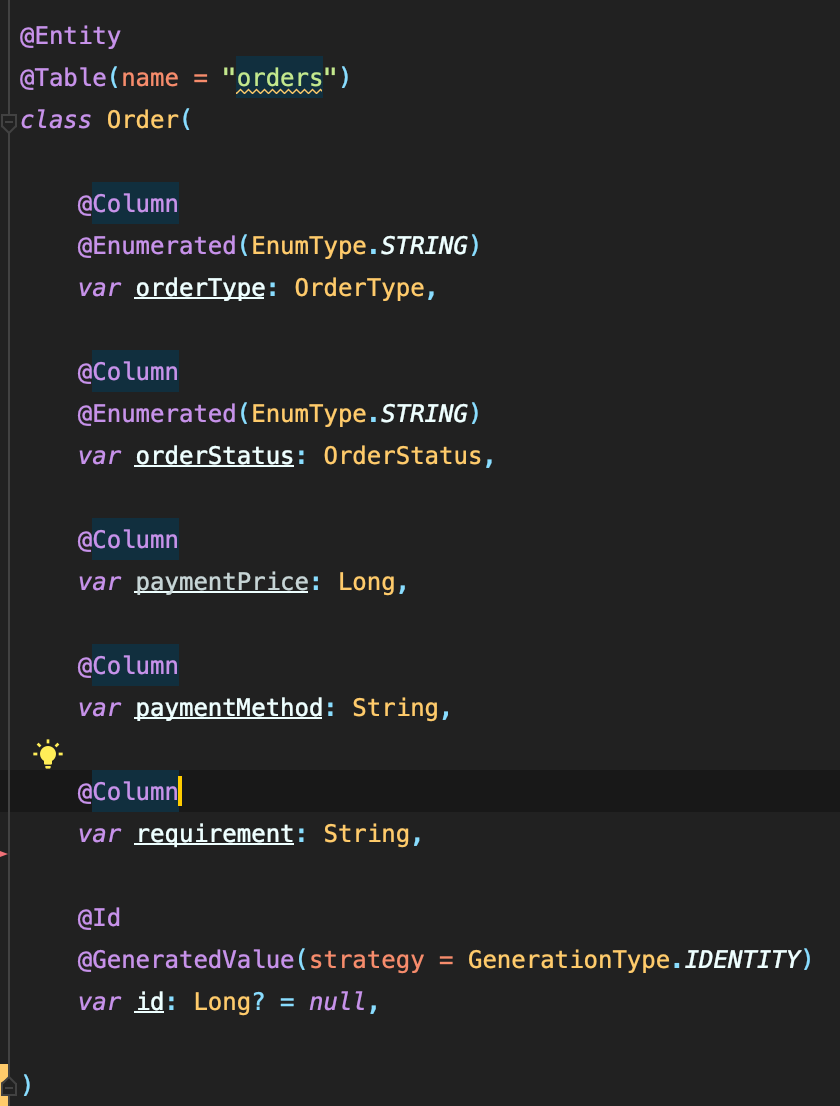 @Entity
@Table(name = "orders")
class Order(
@Column
@Enumerated(EnumType.STRING)
var orderType: OrderType,
@Column
@Enumerated(EnumType.STRING)
var orderStatus: OrderStatus,
@Column
var paymentPrice: Long,
@Column
var paymentMethod: String,
@Column
var requirement: String,
@Id
@GeneratedValue(strategy = GenerationType.IDENTITY)
var id: Long? = null,
)